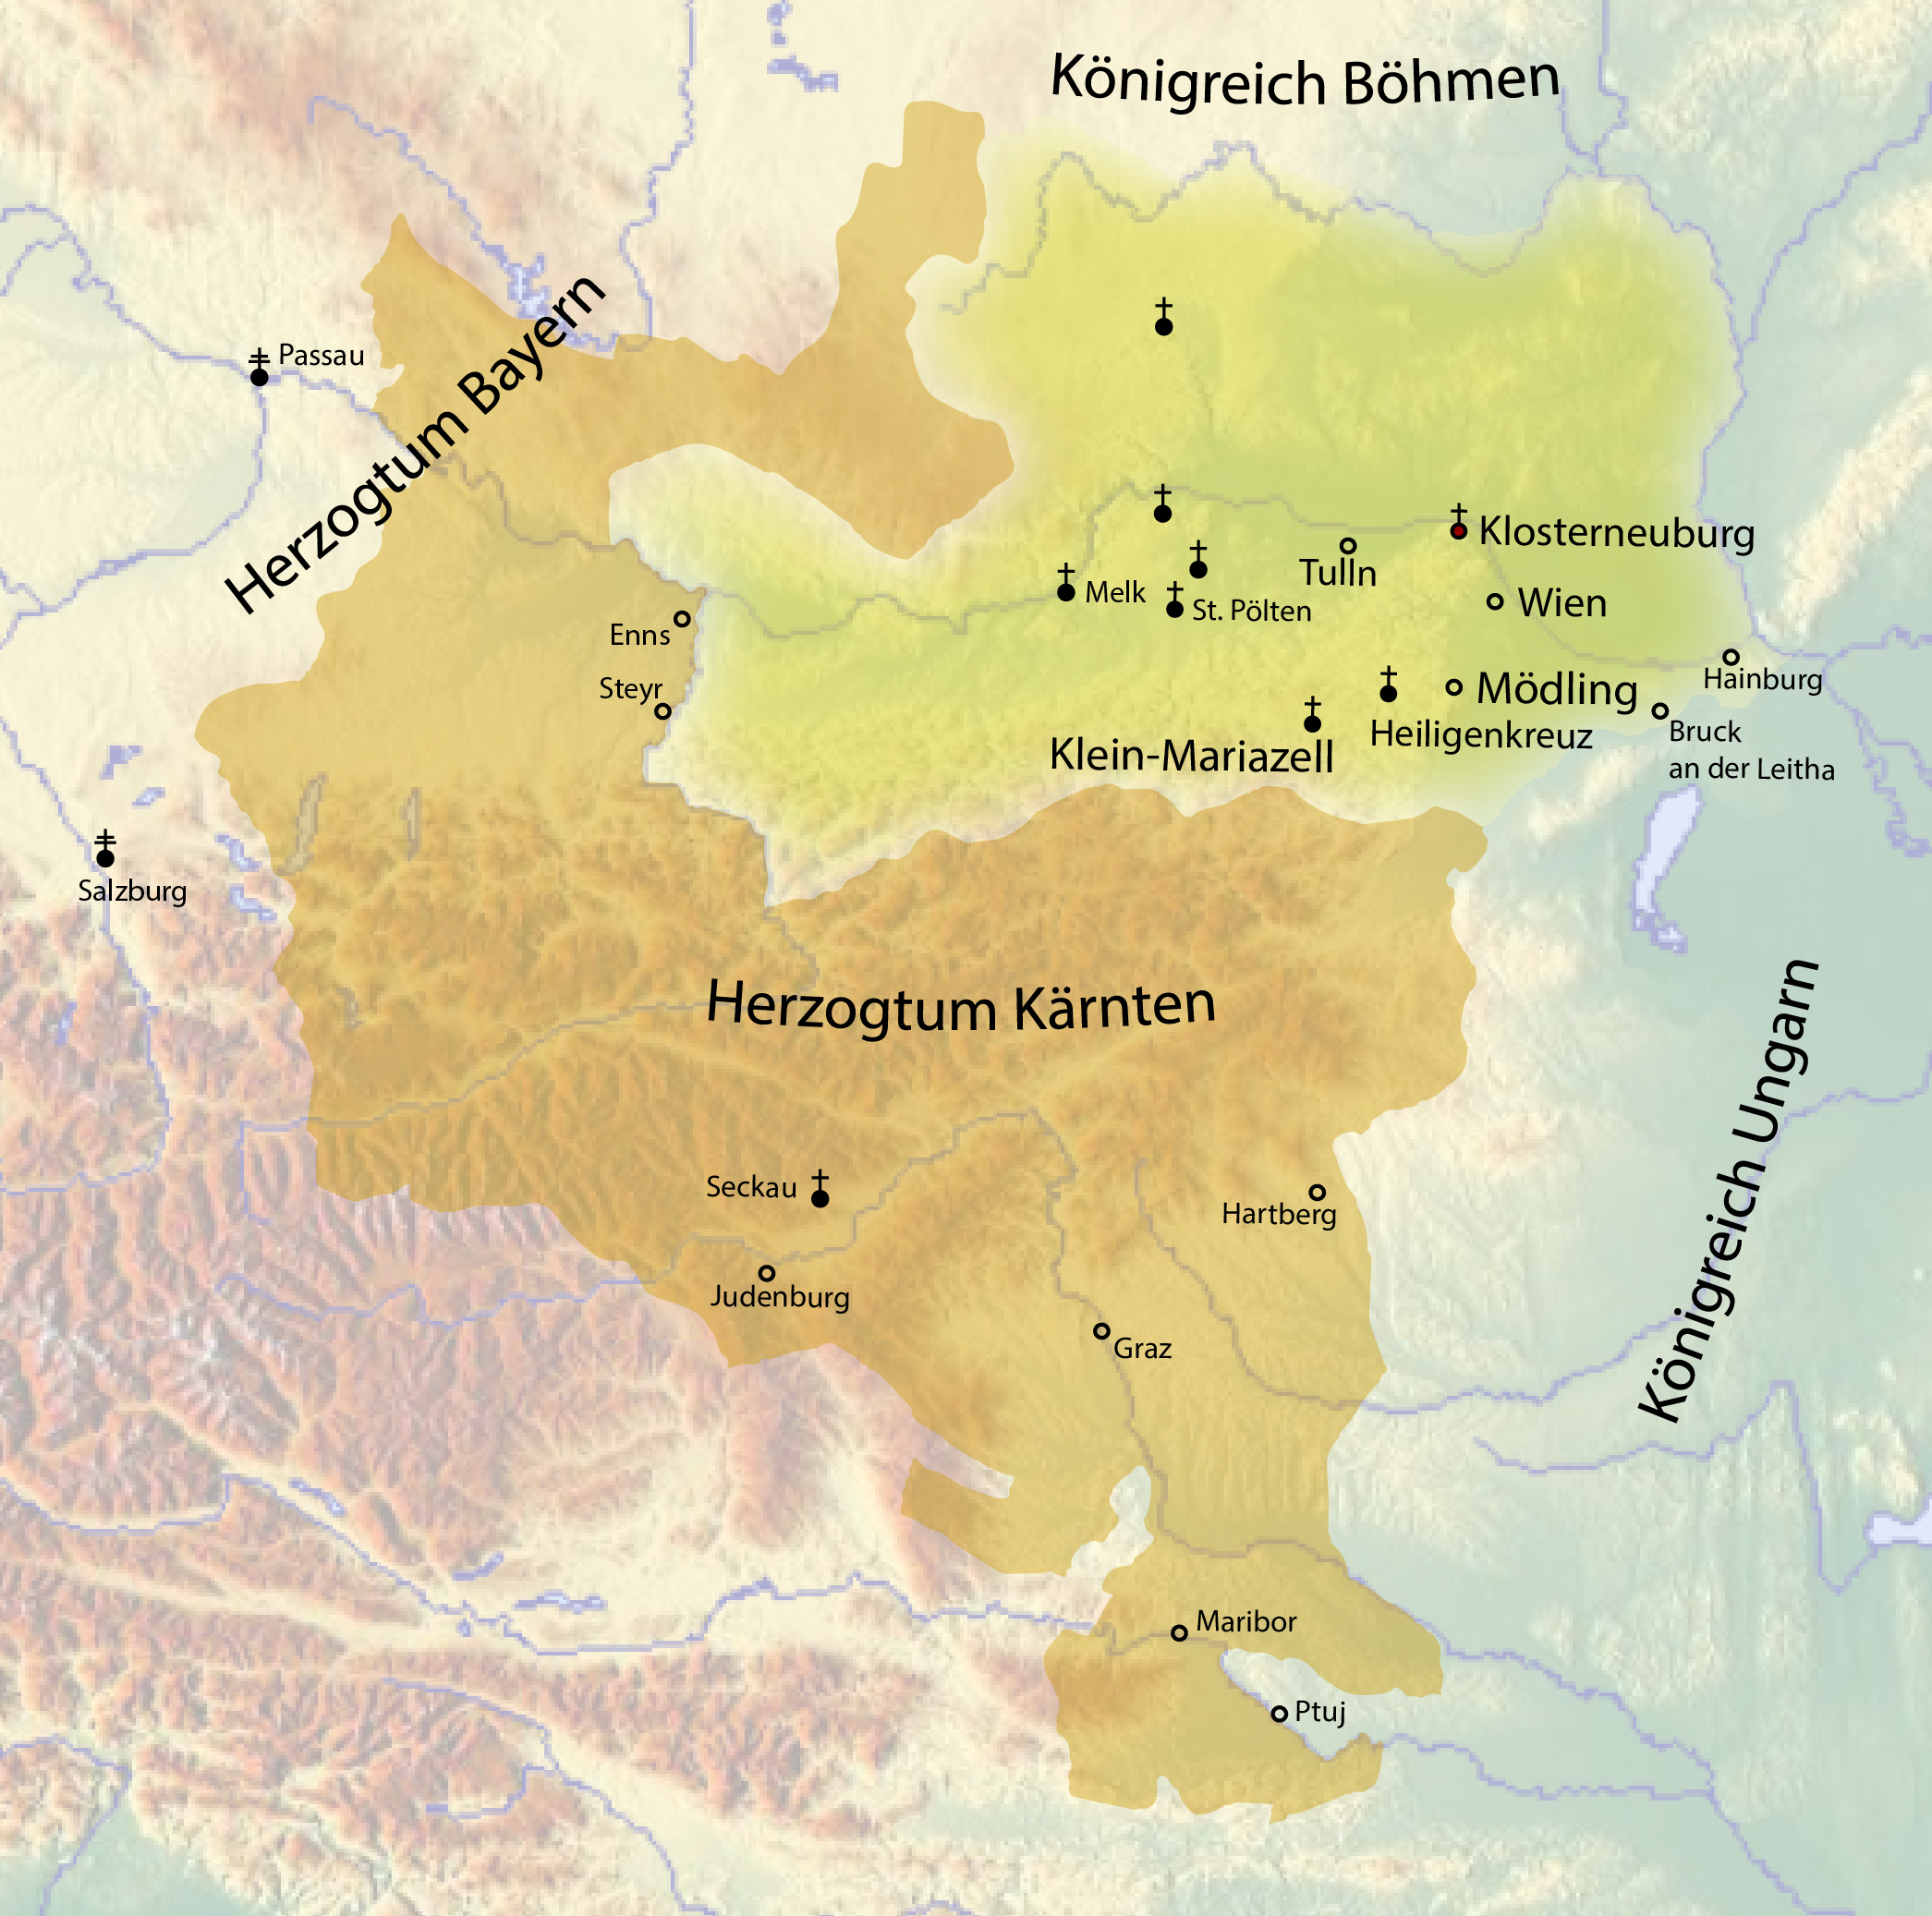 Königreich Böhmen
Herzogtum Bayern
Passau
Klosterneuburg
Tulln
Melk
St. Pölten
Wien
Enns
Steyr
Hainburg
Mödling
Heiligenkreuz
Bruck
an der Leitha
Klein-Mariazell
Salzburg
Herzogtum Kärnten
Königreich Ungarn
Seckau
Hartberg
Judenburg
Graz
Maribor
Ptuj